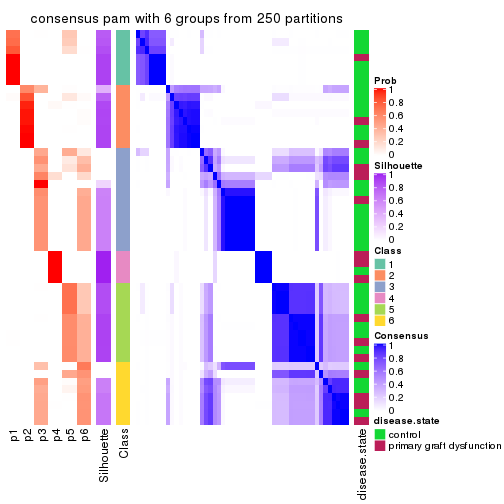 consensus pam with 6 groups from 250 partitions
Prob
1
0.8
0.6
0.4
0.2
0
Silhouette
1
0.8
0.6
0.4
0.2
0
Class
1
2
3
4
5
6
Consensus
1
0.8
0.6
0.4
0.2
0
disease.state
control
primary graft dysfunction
p1
p2
p3
p4
p5
p6
Silhouette
Class
disease.state